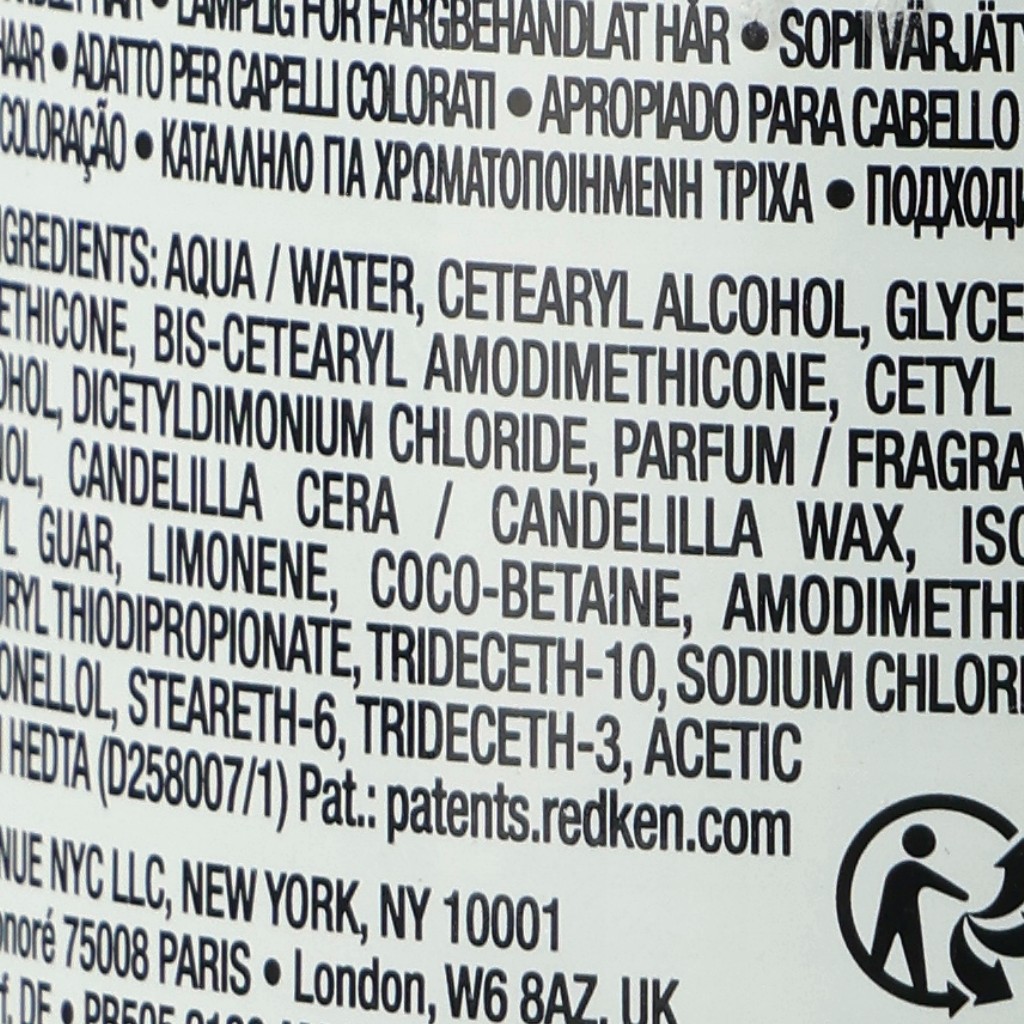 LÄMPLIG FÖR FÄRGBEHANDLAT HÅR • SOPII VÄRJÄTY
HAAR • ADATTO PER CAPELLI COLORATI • APROPIADO PARA CABELLO
COLORAÇÃO • ΚΑΤΑΛΛΗΛΟ ΓΙΑ ΧΡΩΜΑΤΟΠΟΙΗΜΕΝΗ ΤΡΙΧΑ • ПОДХОДИ
GREDIENTS: AQUA / WATER, CETEARYL ALCOHOL, GLYCE
ETHICONE, BIS-CETEARYL AMODIMETHICONE, CETYL
OHOL, DICETYLDIMONIUM CHLORIDE, PARFUM / FRAGRA
OL, CANDELILLA CERA / CANDELILLA WAX, ISO
YL GUAR, LIMONENE, COCO-BETAINE, AMODIMETHI
URYL THIODIPROPIONATE, TRIDECETH-10, SODIUM CHLORI
ONELLOL, STEARETH-6, TRIDECETH-3, ACETIC
HEDTA (D258007/1) Pat.: patents.redken.com
NUE NYC LLC, NEW YORK, NY 10001
onoré 75008 PARIS • London, W6 8AZ, UK
DE •